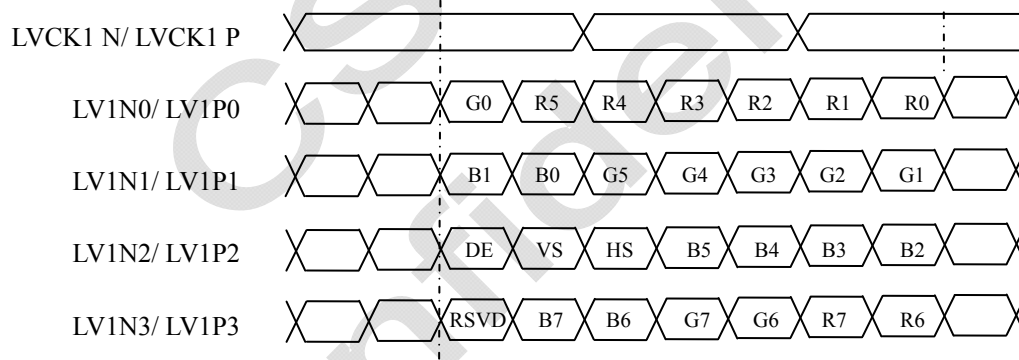 LVCK1 N/ LVCK1 P
LV1N0/ LV1P0 G0 R5 R4 R3 R2 R1 R0
LV1N1/ LV1P1 B1 B0 G5 G4 G3 G2 G1
LV1N2/ LV1P2 DE VS HS B5 B4 B3 B2
LV1N3/ LV1P3 RSVD B7 B6 G7 G6 R7 R6